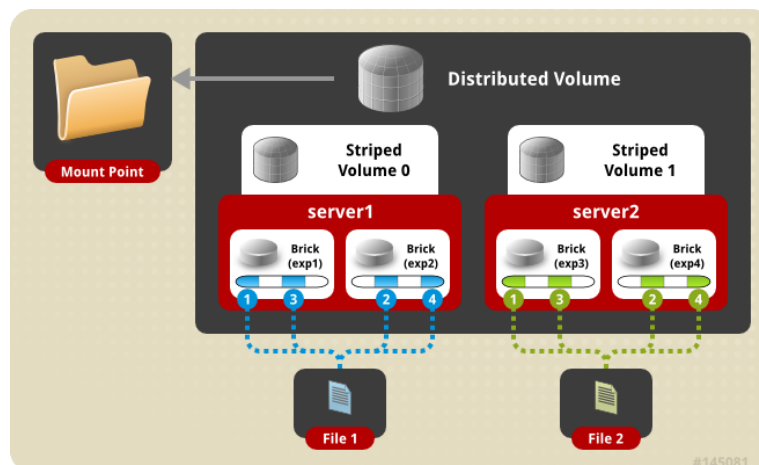 Distributed Volume
Mount Point
Striped
Volume 0
Striped
Volume 1
server1
server2
Brick
(exp1)
Brick
(exp2)
Brick
(exp3)
Brick
(exp4)
1
3
2
4
1
3
2
4
File 1
File 2
#145081